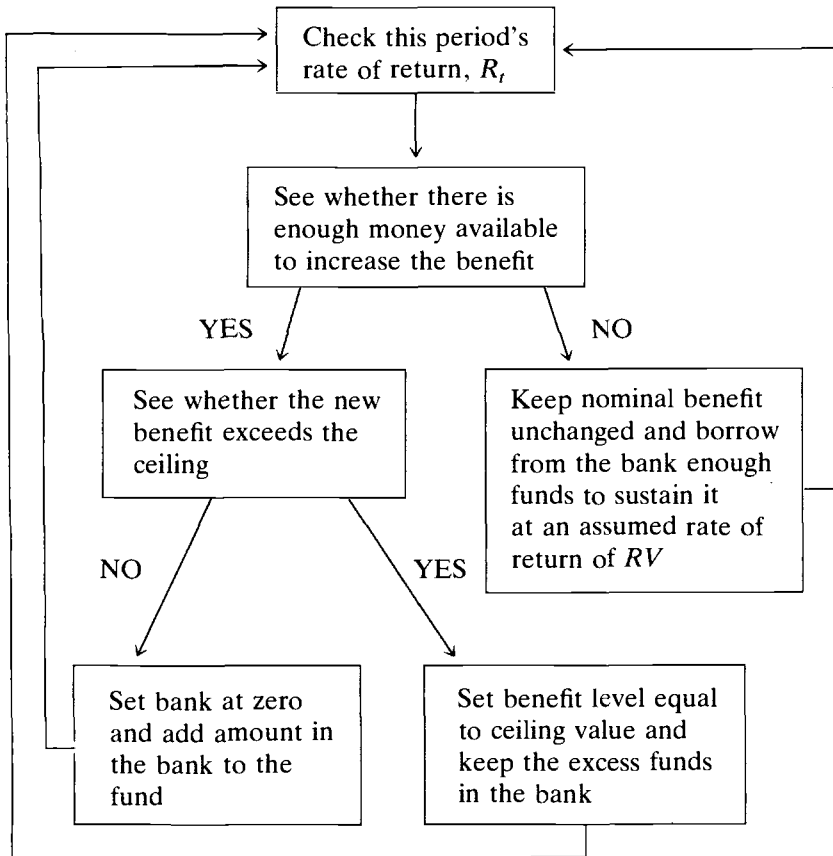 Check this period's
rate of return, R_t
See whether there is
enough money available
to increase the benefit
YES
NO
See whether the new
benefit exceeds the
ceiling
Keep nominal benefit
unchanged and borrow
from the bank enough
funds to sustain it
at an assumed rate of
return of RV
NO
YES
Set bank at zero
and add amount in
the bank to the
fund
Set benefit level equal
to ceiling value and
keep the excess funds
in the bank